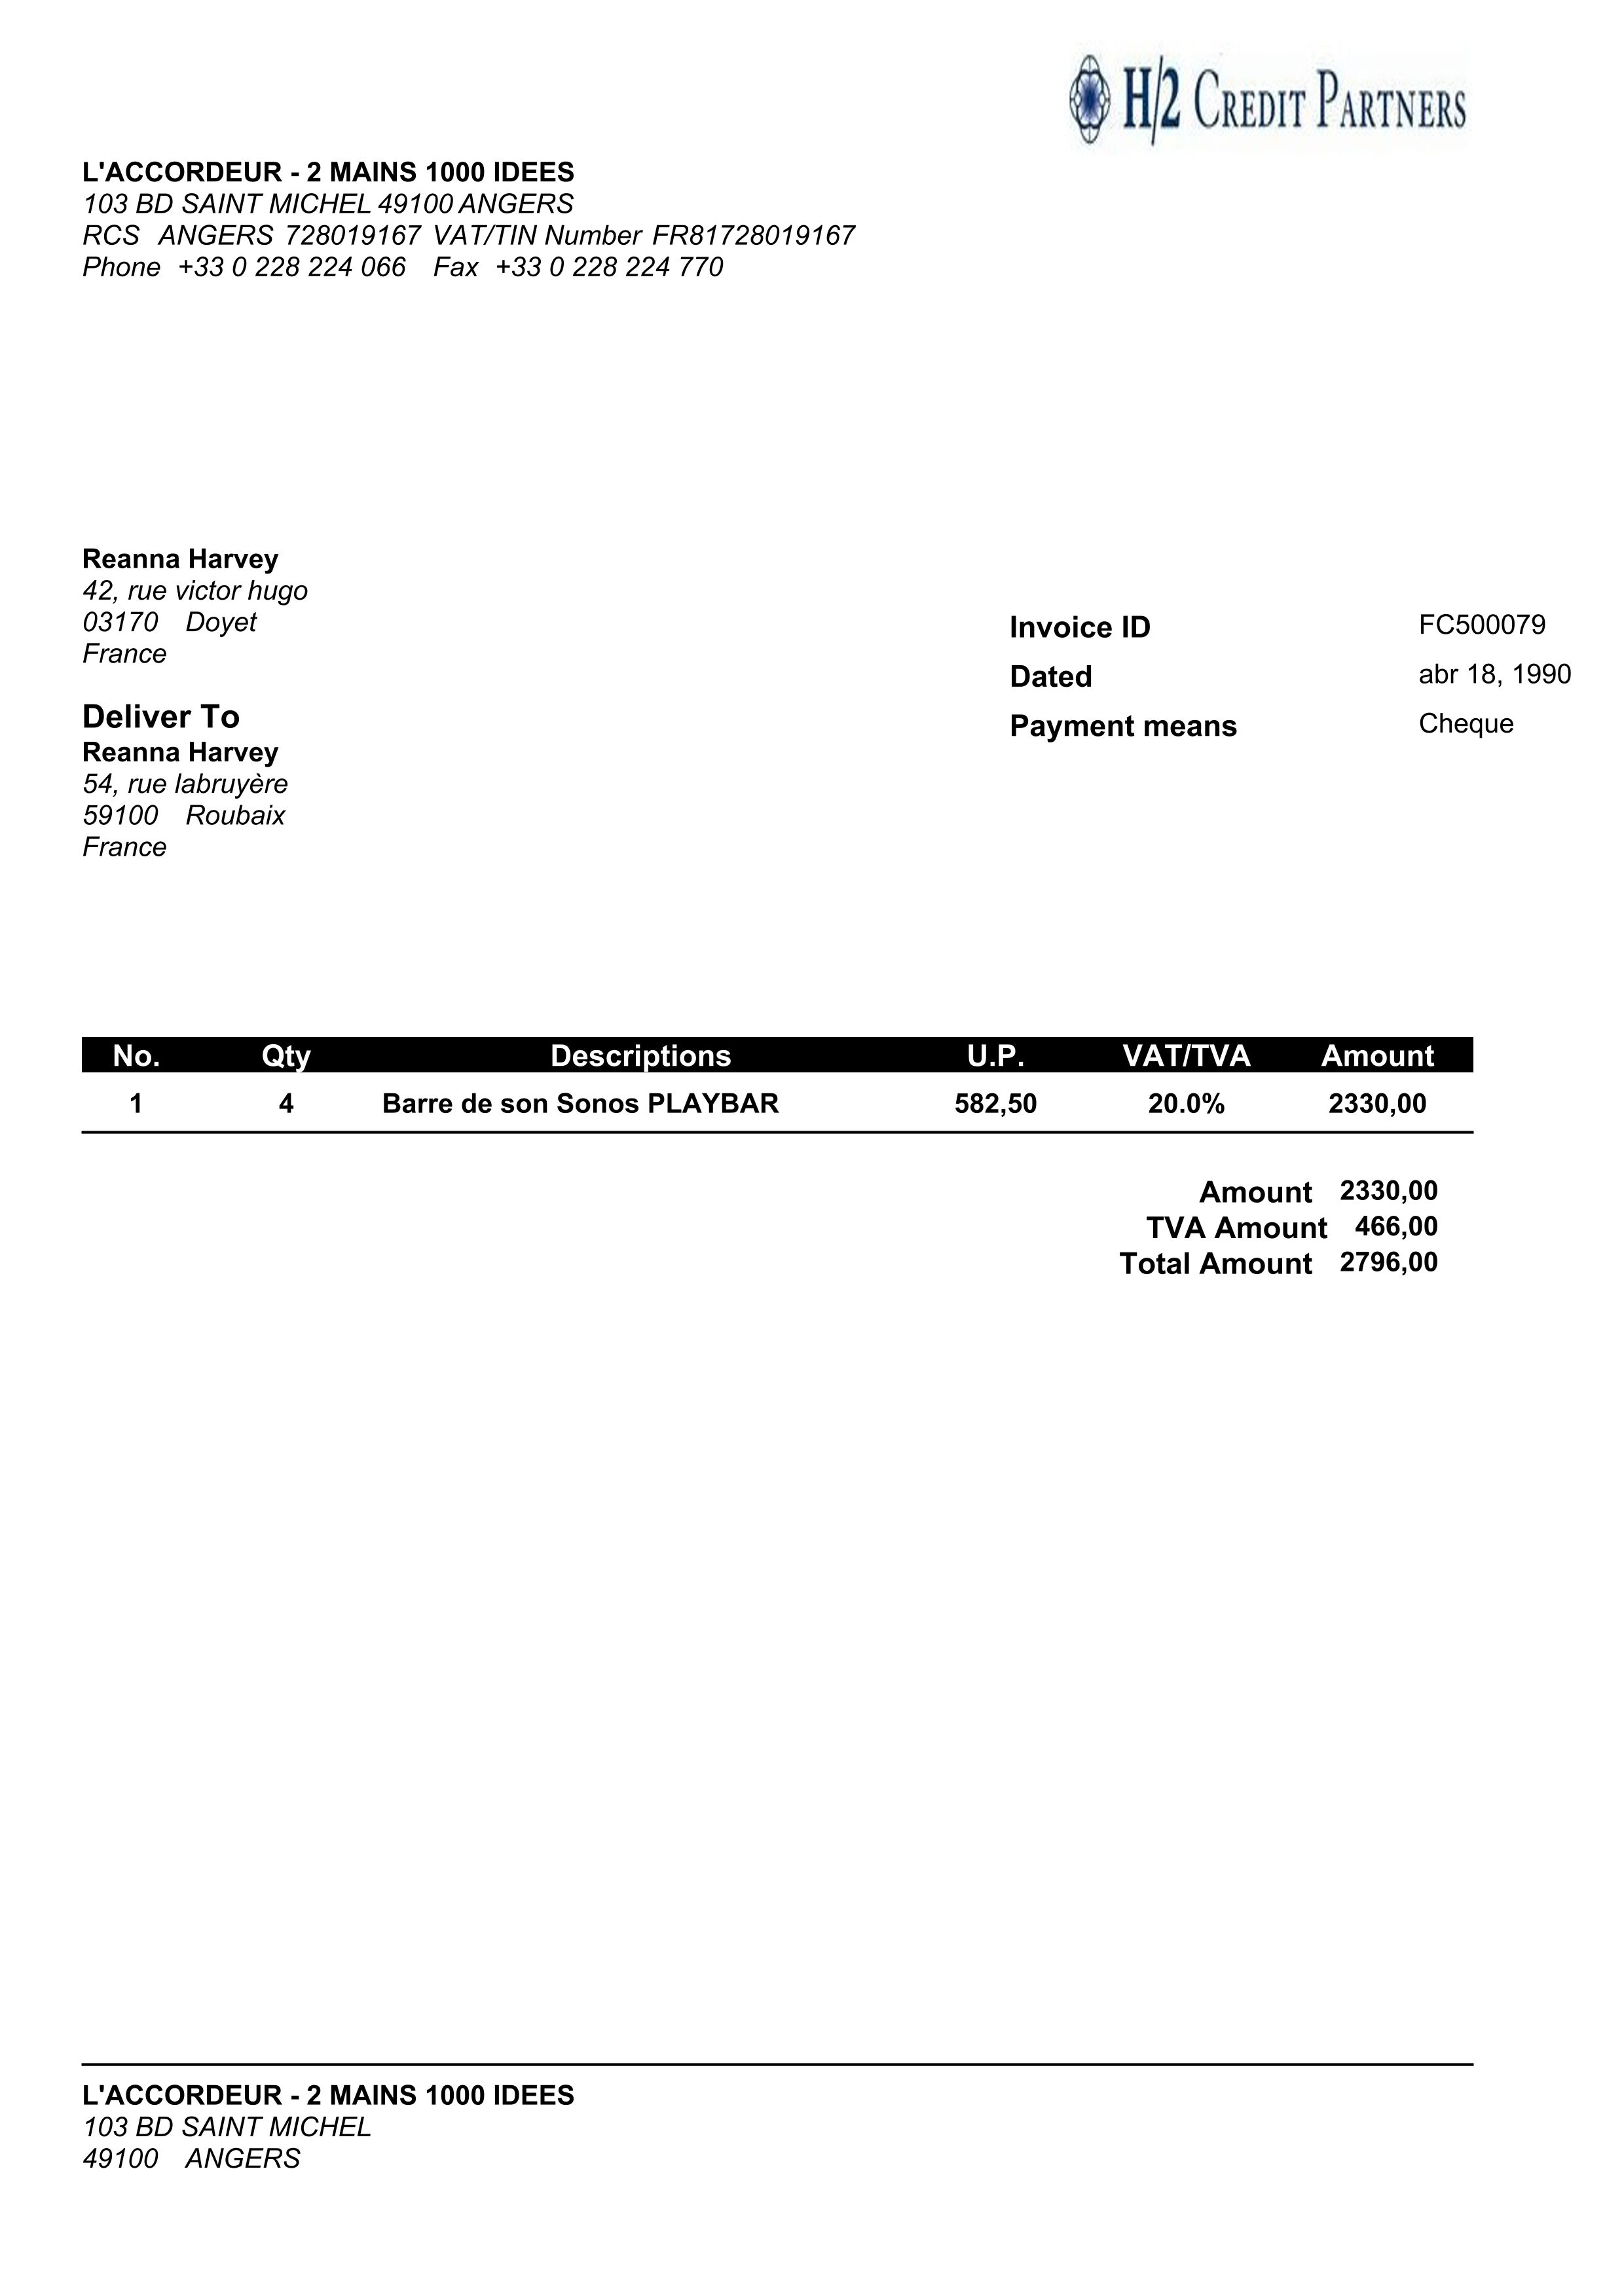 H/2 CREDIT PARTNERS
L'ACCORDEUR - 2 MAINS 1000 IDEES
103 BD SAINT MICHEL 49100 ANGERS
RCS ANGERS 728019167 VAT/TIN Number FR81728019167
Phone +33 0 228 224 066 Fax +33 0 228 224 770
Reanna Harvey
42, rue victor hugo
03170 Doyet
France
Invoice ID FC500079
Dated abr 18, 1990
Payment means Cheque
Deliver To
Reanna Harvey
54, rue labruyère
59100 Roubaix
France
No. Qty Descriptions U.P. VAT/TVA Amount
1 4 Barre de son Sonos PLAYBAR 582,50 20.0% 2330,00
Amount 2330,00
TVA Amount 466,00
Total Amount 2796,00
L'ACCORDEUR - 2 MAINS 1000 IDEES
103 BD SAINT MICHEL
49100 ANGERS